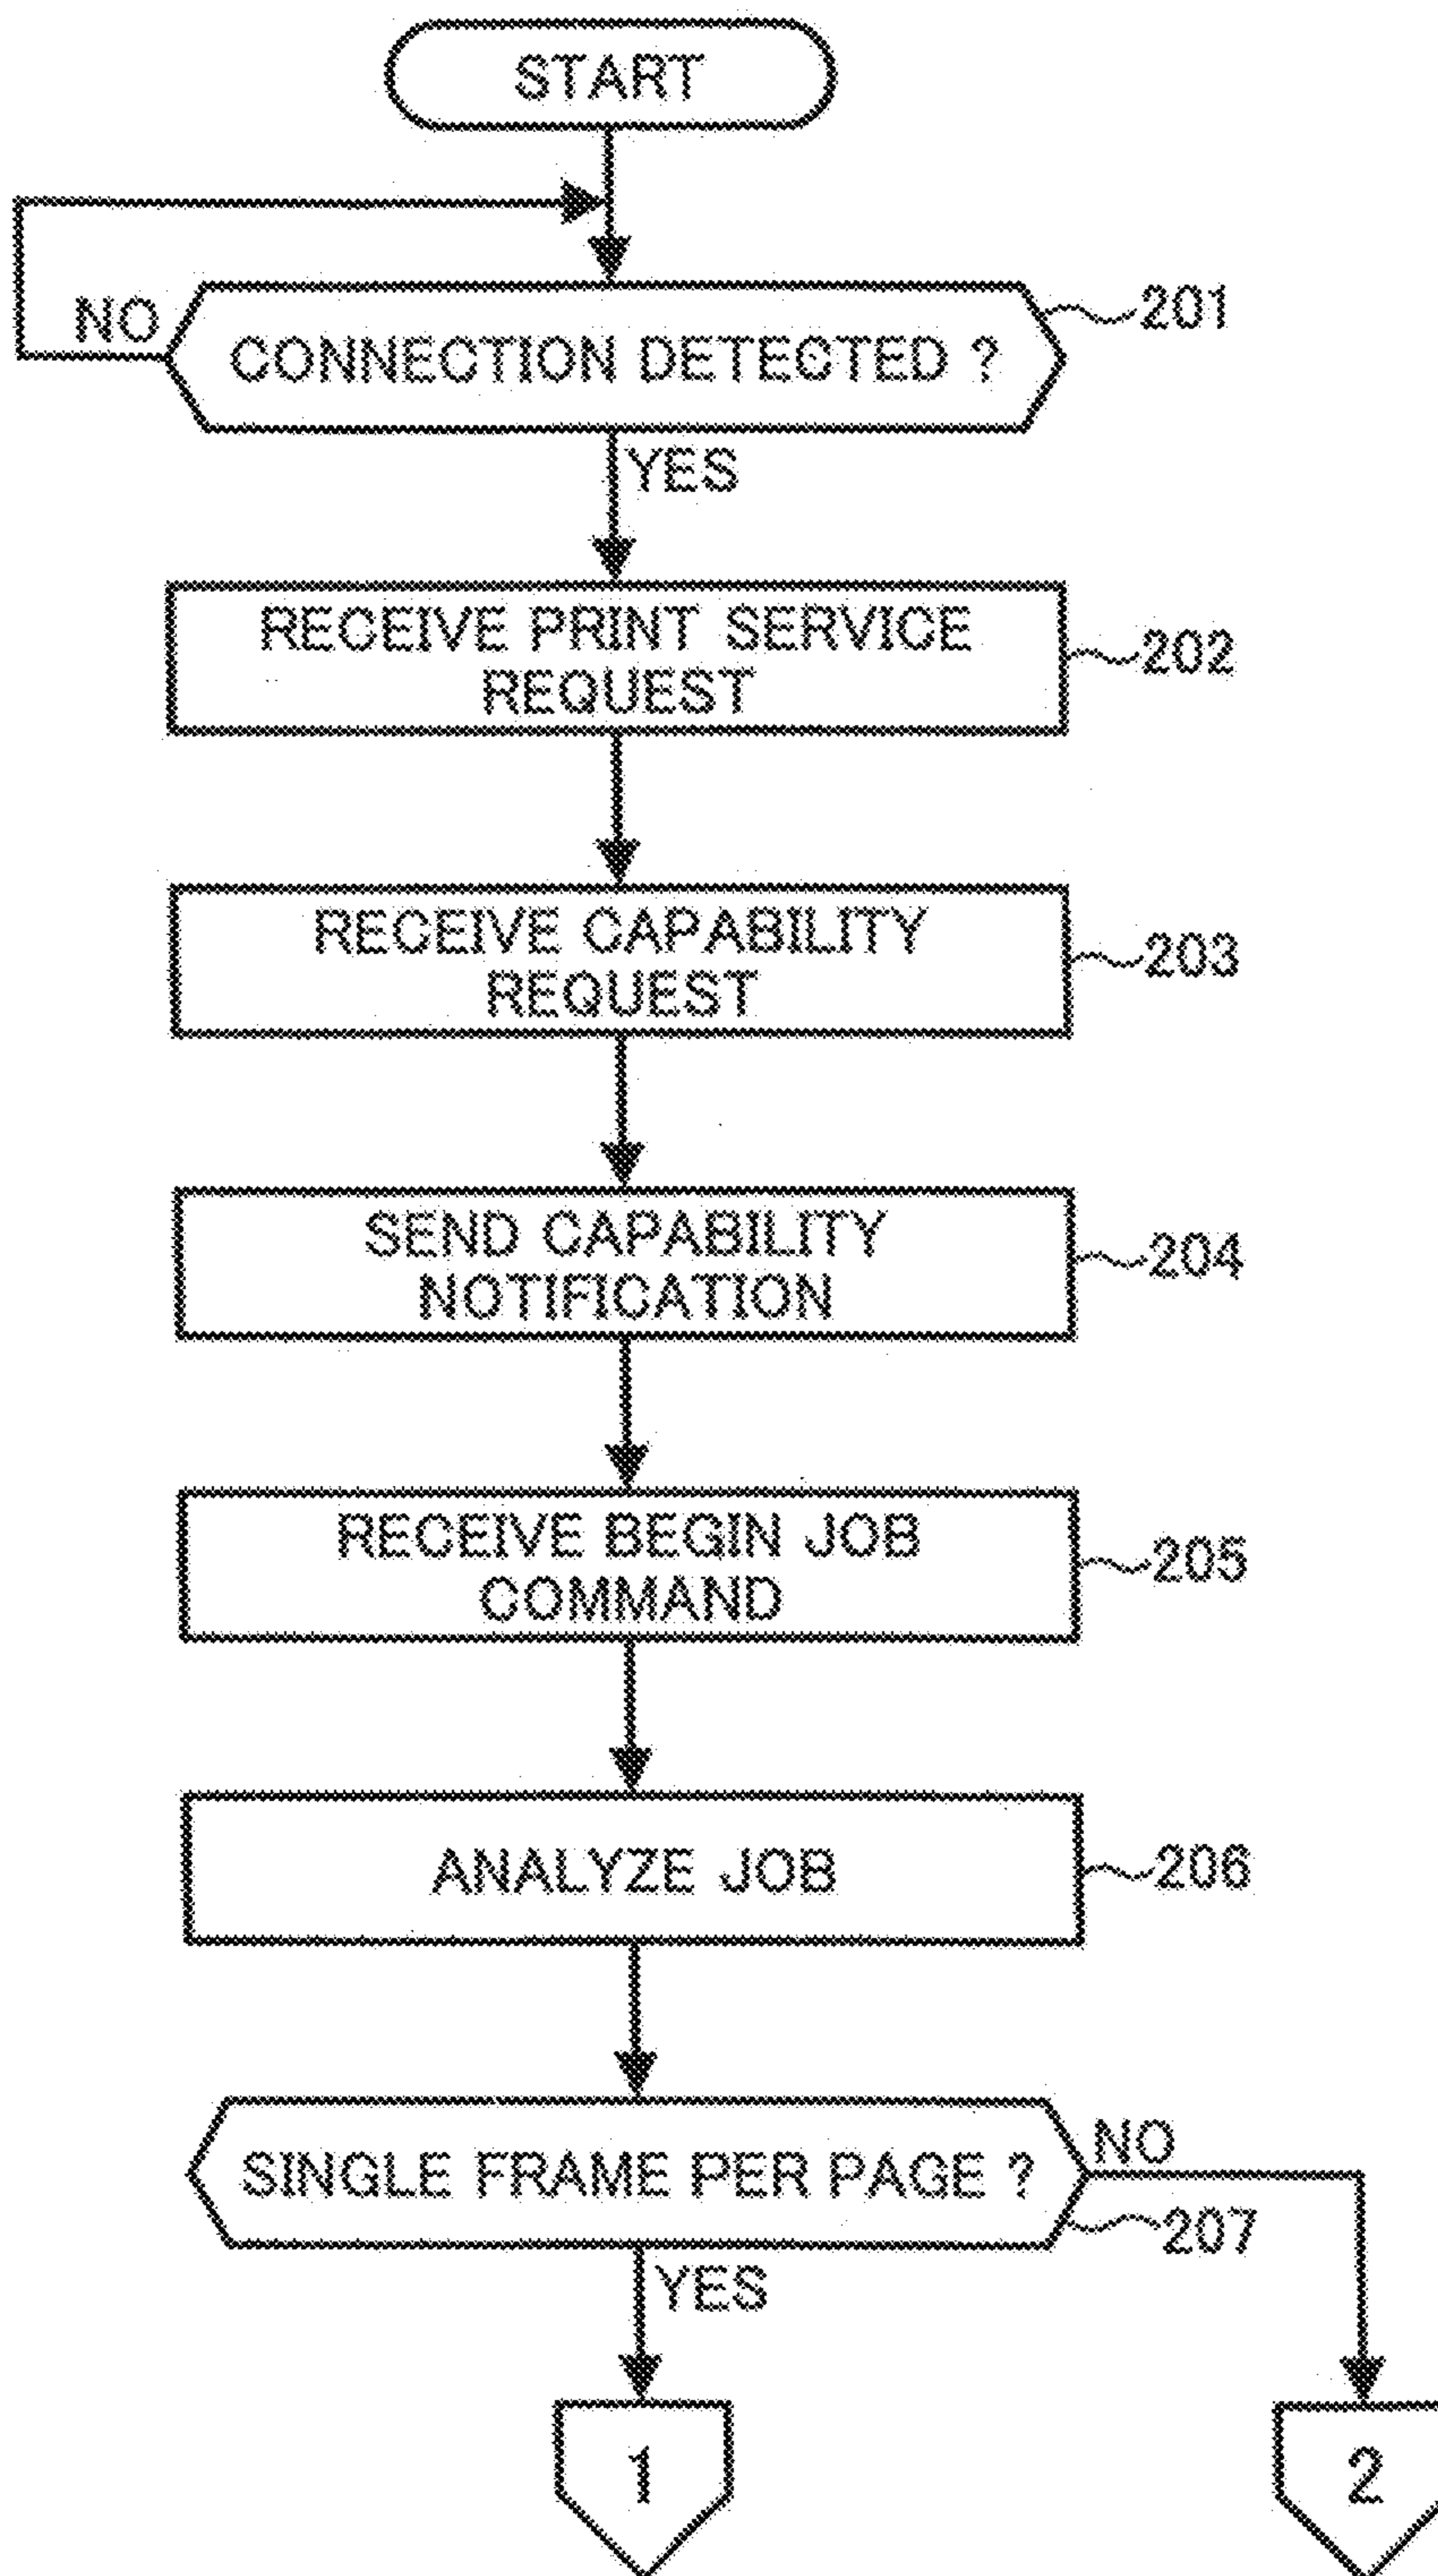 START
NO
CONNECTION DETECTED ?
201
YES
RECEIVE PRINT SERVICE
REQUEST
202
RECEIVE CAPABILITY
REQUEST
203
SEND CAPABILITY
NOTIFICATION
204
RECEIVE BEGIN JOB
COMMAND
205
ANALYZE JOB
206
SINGLE FRAME PER PAGE ?
NO
207
YES
1
2